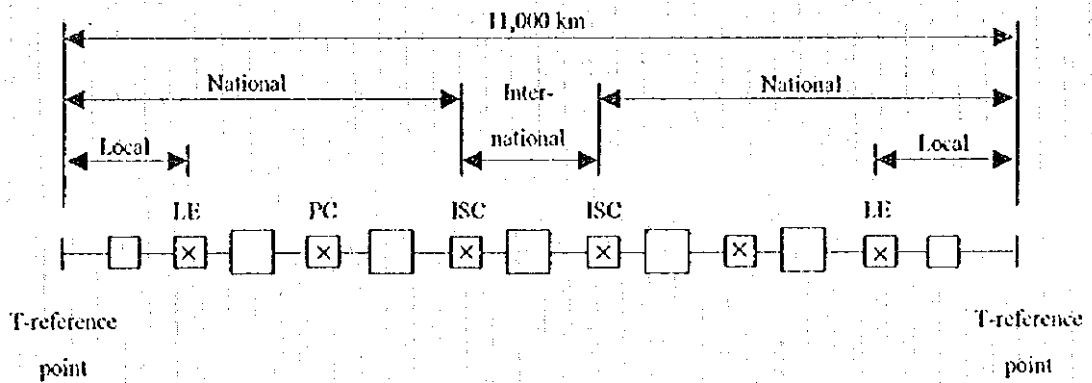 11,000 km
National
Inter-
national
National
Local
Local
LE
PC
ISC
ISC
LE
T-reference
point
T-reference
point